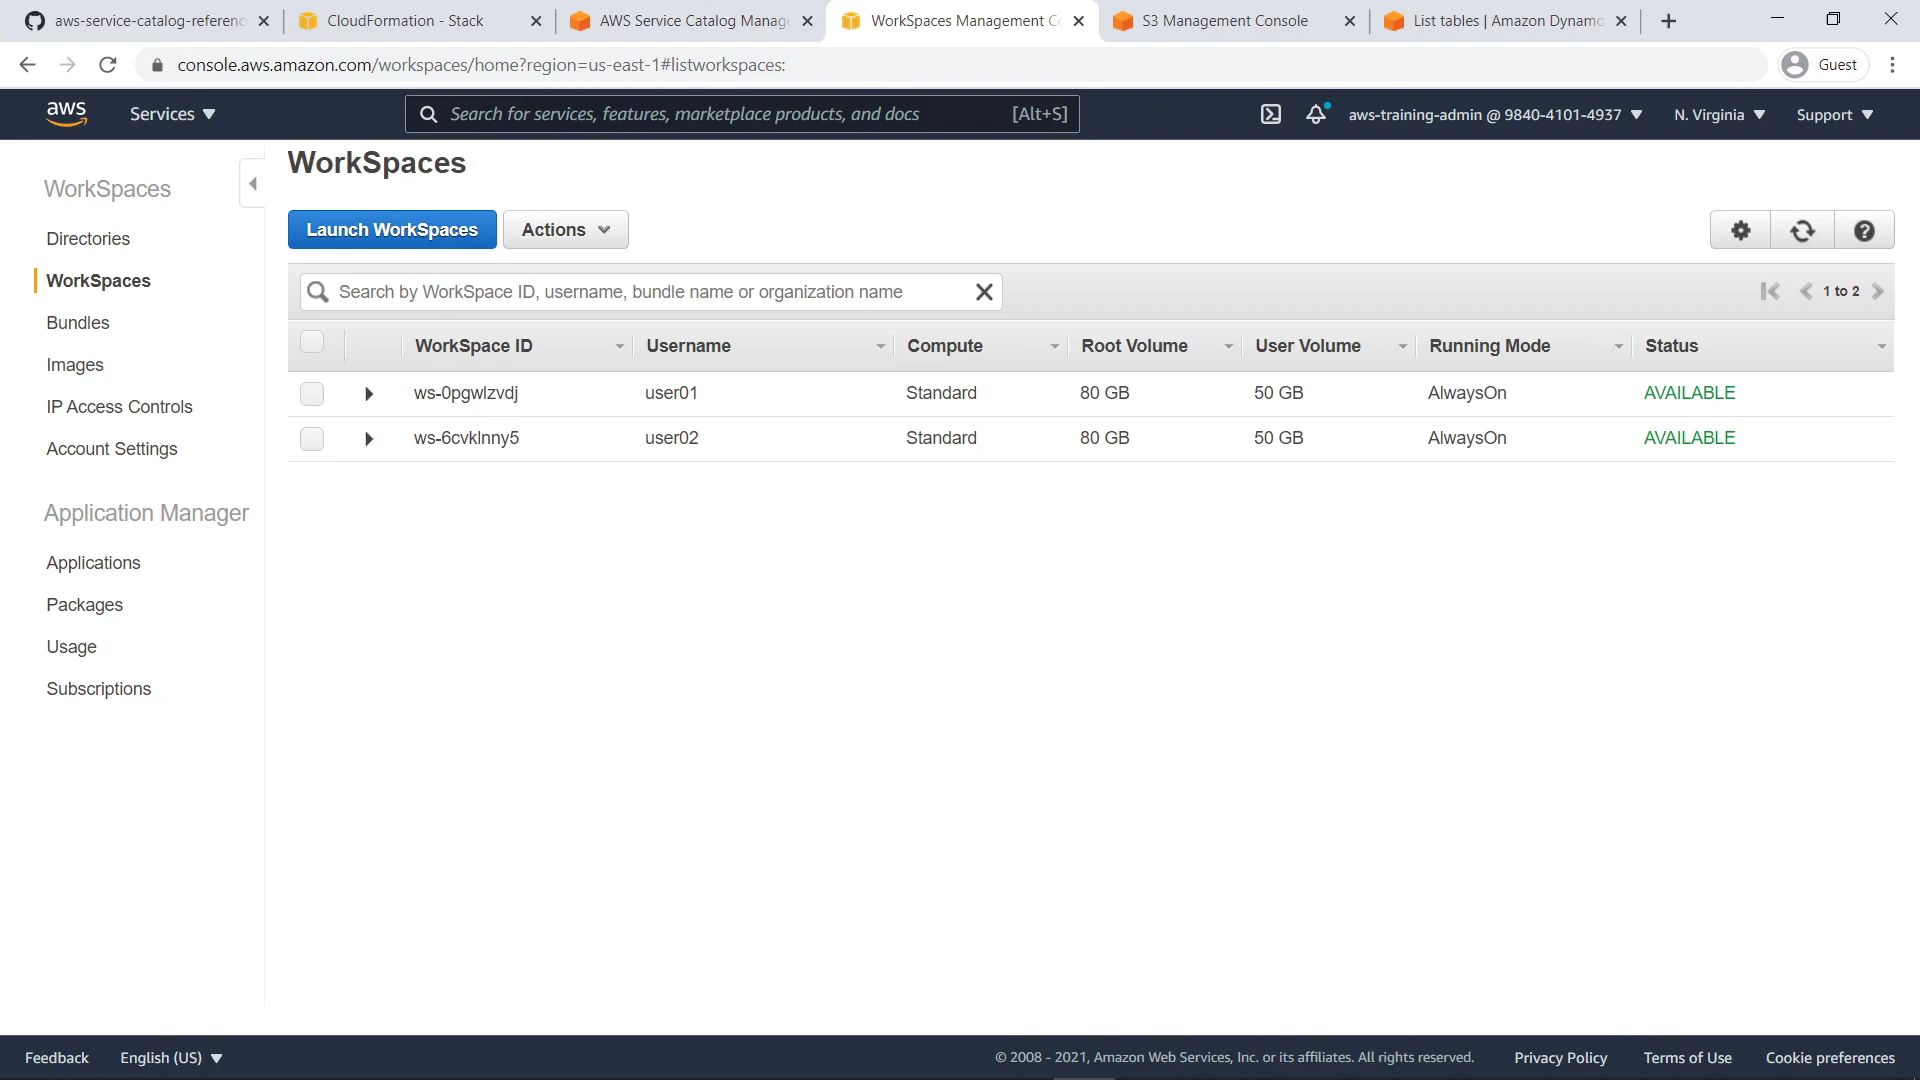 aws-service-catalog-referenc
CloudFormation - Stack
AWS Service Catalog Manage
WorkSpaces Management Co
S3 Management Console
List tables | Amazon Dynamo
console.aws.amazon.com/workspaces/home?region=us-east-1#listworkspaces:
Guest
aws
Services
Search for services, features, marketplace products, and docs
[Alt+S]
aws-training-admin @ 9840-4101-4937
N. Virginia
Support
WorkSpaces
Directories
WorkSpaces
Bundles
Images
IP Access Controls
Account Settings
Application Manager
Applications
Packages
Usage
Subscriptions
WorkSpaces
Launch WorkSpaces
Actions
Search by WorkSpace ID, username, bundle name or organization name
1 to 2
WorkSpace ID Username Compute Root Volume User Volume Running Mode Status
ws-0pgwlzvdj user01 Standard 80 GB 50 GB AlwaysOn AVAILABLE
ws-6cvklnny5 user02 Standard 80 GB 50 GB AlwaysOn AVAILABLE
Feedback
English (US)
© 2008 - 2021, Amazon Web Services, Inc. or its affiliates. All rights reserved.
Privacy Policy
Terms of Use
Cookie preferences